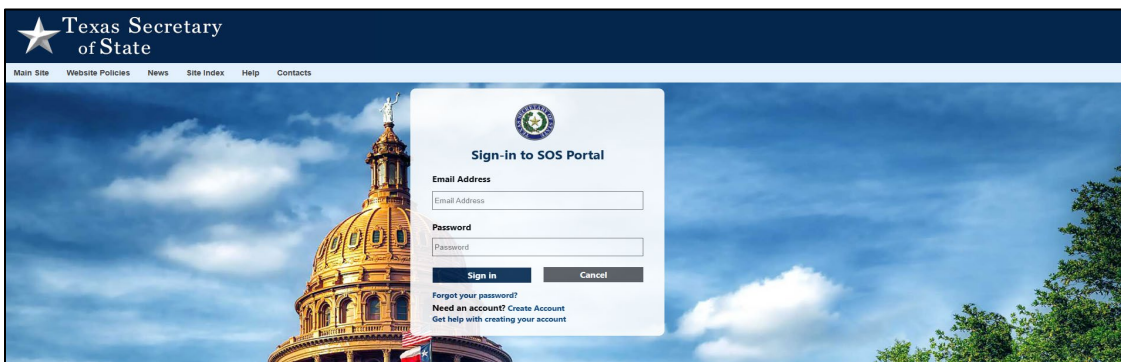 Texas Secretary
of State
Main Site Website Policies News Site Index Help Contacts
Sign-in to SOS Portal
Email Address
Email Address
Password
Password
Sign in Cancel
Forgot your password?
Need an account? Create Account
Get help with creating your account